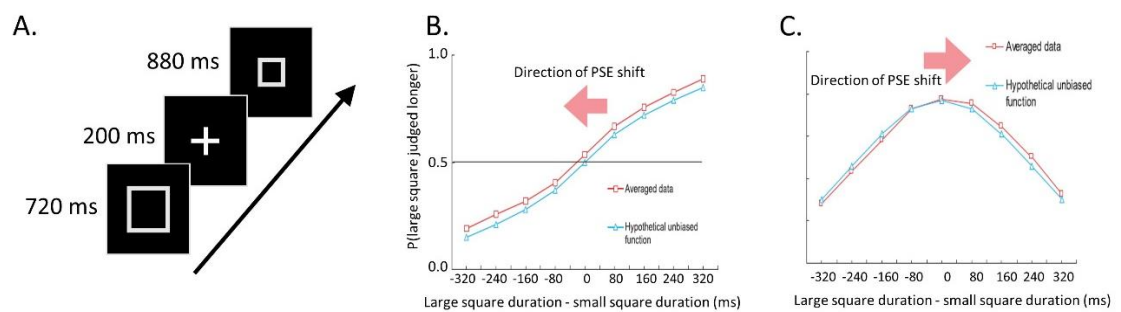 A.
880 ms
200 ms
720 ms
B.
P(large square judged longer)
1.0
0.5
0.0
Direction of PSE shift
Averaged data
Hypothetical unbiased
function
-320 -240 -160 -80 0 80 160 240 320
Large square duration - small square duration (ms)
C.
Averaged data
Hypothetical unbiased
function
Direction of PSE shift
-320 -240 -160 -80 0 80 160 240 320
Large square duration - small square duration (ms)